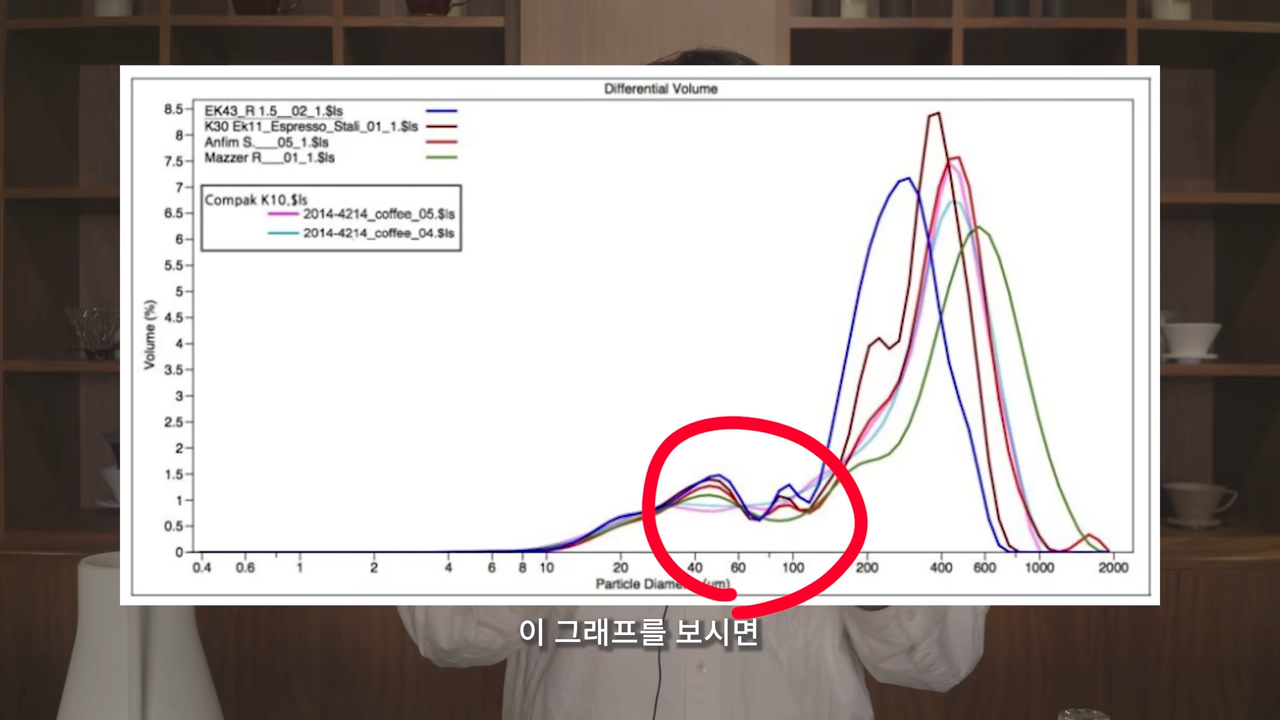 Differential Volume
EK43_R 1.5__02_1.$ls
K30 Ek11_Espresso_Stali_01_1.$ls
Anfim S.___05_1.$ls
Mazzer R___01_1.$ls
Compak K10,$ls
2014-4214_coffee_05.$ls
2014-4214_coffee_04.$ls
Volume (%)
8.5
8
7.5
7
6.5
6
5.5
5
4.5
4
3.5
3
2.5
2
1.5
1
0.5
0
0.4 0.6 1 2 4 6 8 10 20 40 60 100 200 400 600 1000 2000
Particle
이 그래프를 보시면